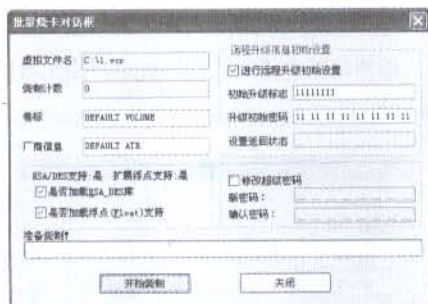 批量烧卡对话框
虚拟文件名 C:\1.vcr
烧制计数 0
卷标 DEFAULT VOLUME
厂商信息 DEFAULT ATR
RSA/DES支持:是 扩展浮点支持:是
是否加载RSA_DES库
是否加载浮点(Float)支持
远程升级信息初始设置
进行远程升级初始设置
初始升级标志 11111111
升级初始密码 11 11 11 11 11 11 11 11
设置返回状态
修改超级密码
新密码:
确认密码:
准备烧制!
开始烧制
关闭